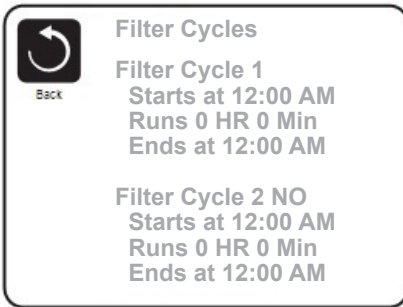 Filter Cycles
Back
Filter Cycle 1
Starts at 12:00 AM
Runs 0 HR 0 Min
Ends at 12:00 AM
Filter Cycle 2 NO
Starts at 12:00 AM
Runs 0 HR 0 Min
Ends at 12:00 AM